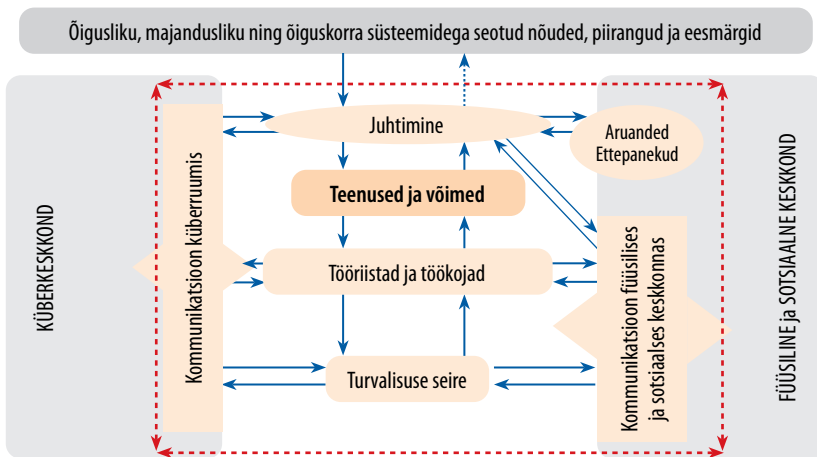 Õigusliku, majandusliku ning õiguskorra süsteemidega seotud nõuded, piirangud ja eesmärgid
KÜBERKESKKOND
Kommunikatsioon küberruumis
Juhtimine
Aruanded
Ettepanekud
Teenused ja võimed
Tööriistad ja töökojad
Turvalisuse seire
Kommunikatsioon füüsilises
ja sotsiaalses keskkonnas
FÜÜSILINE ja SOTSIAALNE KESKKOND